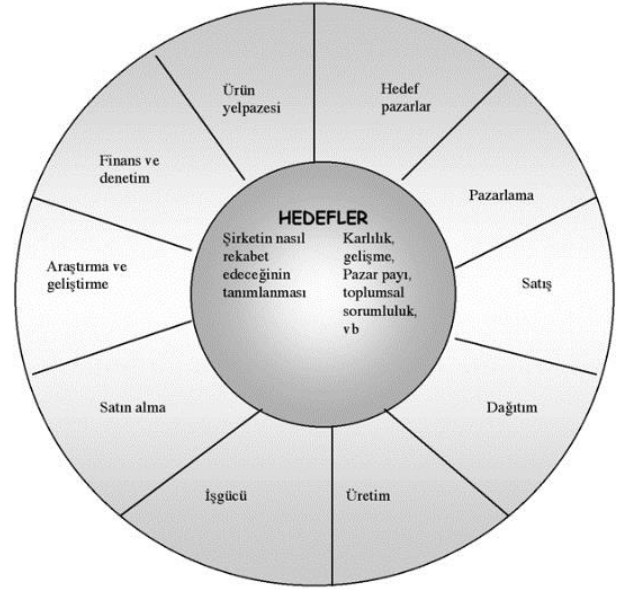 Ürün
yelpazesi
Hedef
pazarlar
Finans ve
denetim
Pazarlama
HEDEFLER
Şirketin nasıl
rekabet
edeceğinin
tanımlanması
Karlılık,
gelişme,
Pazar payı,
toplumsal
sorumluluk,
vb
Araştırma ve
geliştirme
Satış
Satın alma
Dağıtım
İşgücü
Üretim